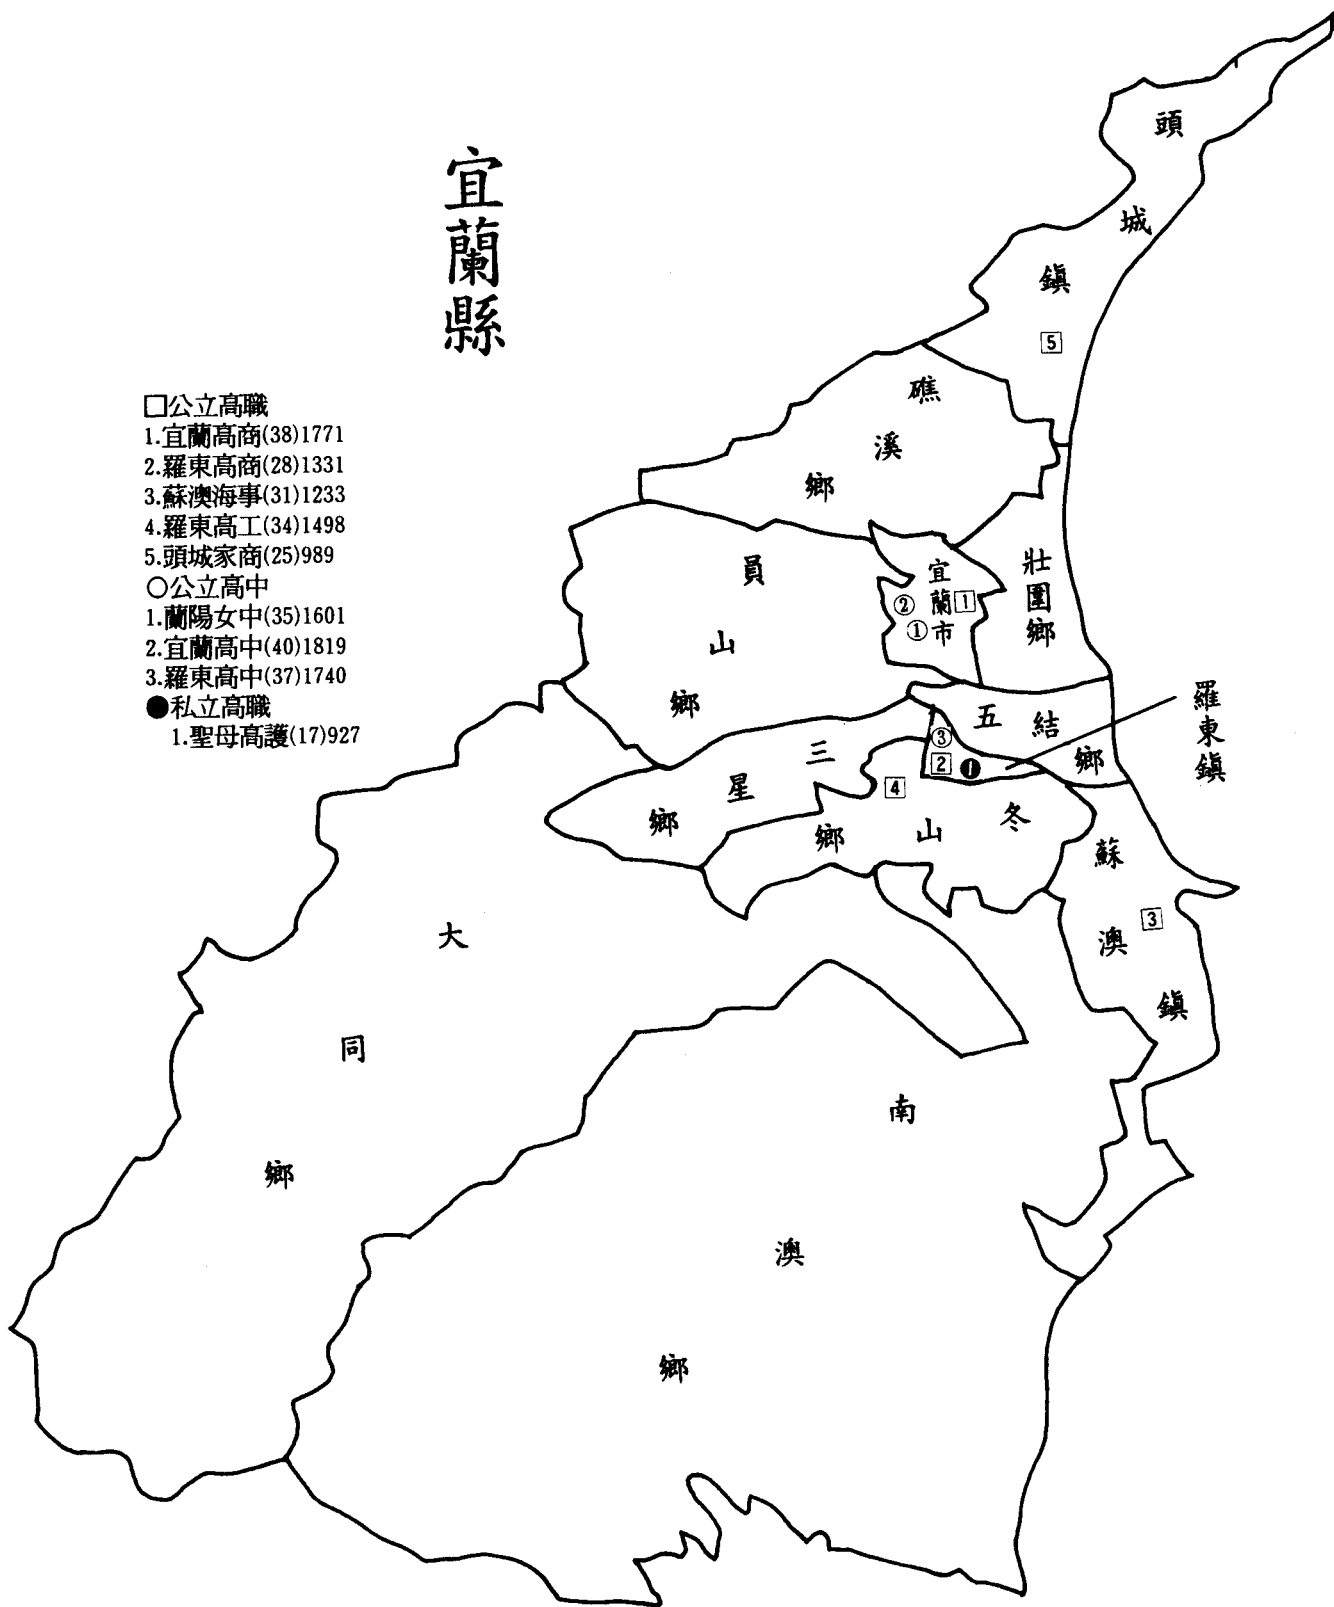 宜蘭縣
□公立高職
1.宜蘭高商(38)1771
2.羅東高商(28)1331
3.蘇澳海事(31)1233
4.羅東高工(34)1498
5.頭城家商(25)989
○公立高中
1.蘭陽女中(35)1601
2.宜蘭高中(40)1819
3.羅東高中(37)1740
●私立高職
1.聖母高護(17)927
頭城鎮
5
礁溪鄉
員山鄉
宜蘭市
②
1
①
壯圍鄉
羅東鎮
五結鄉
③
2
❶
三星鄉
4
冬山鄉
蘇澳鎮
3
大同鄉
南澳鄉